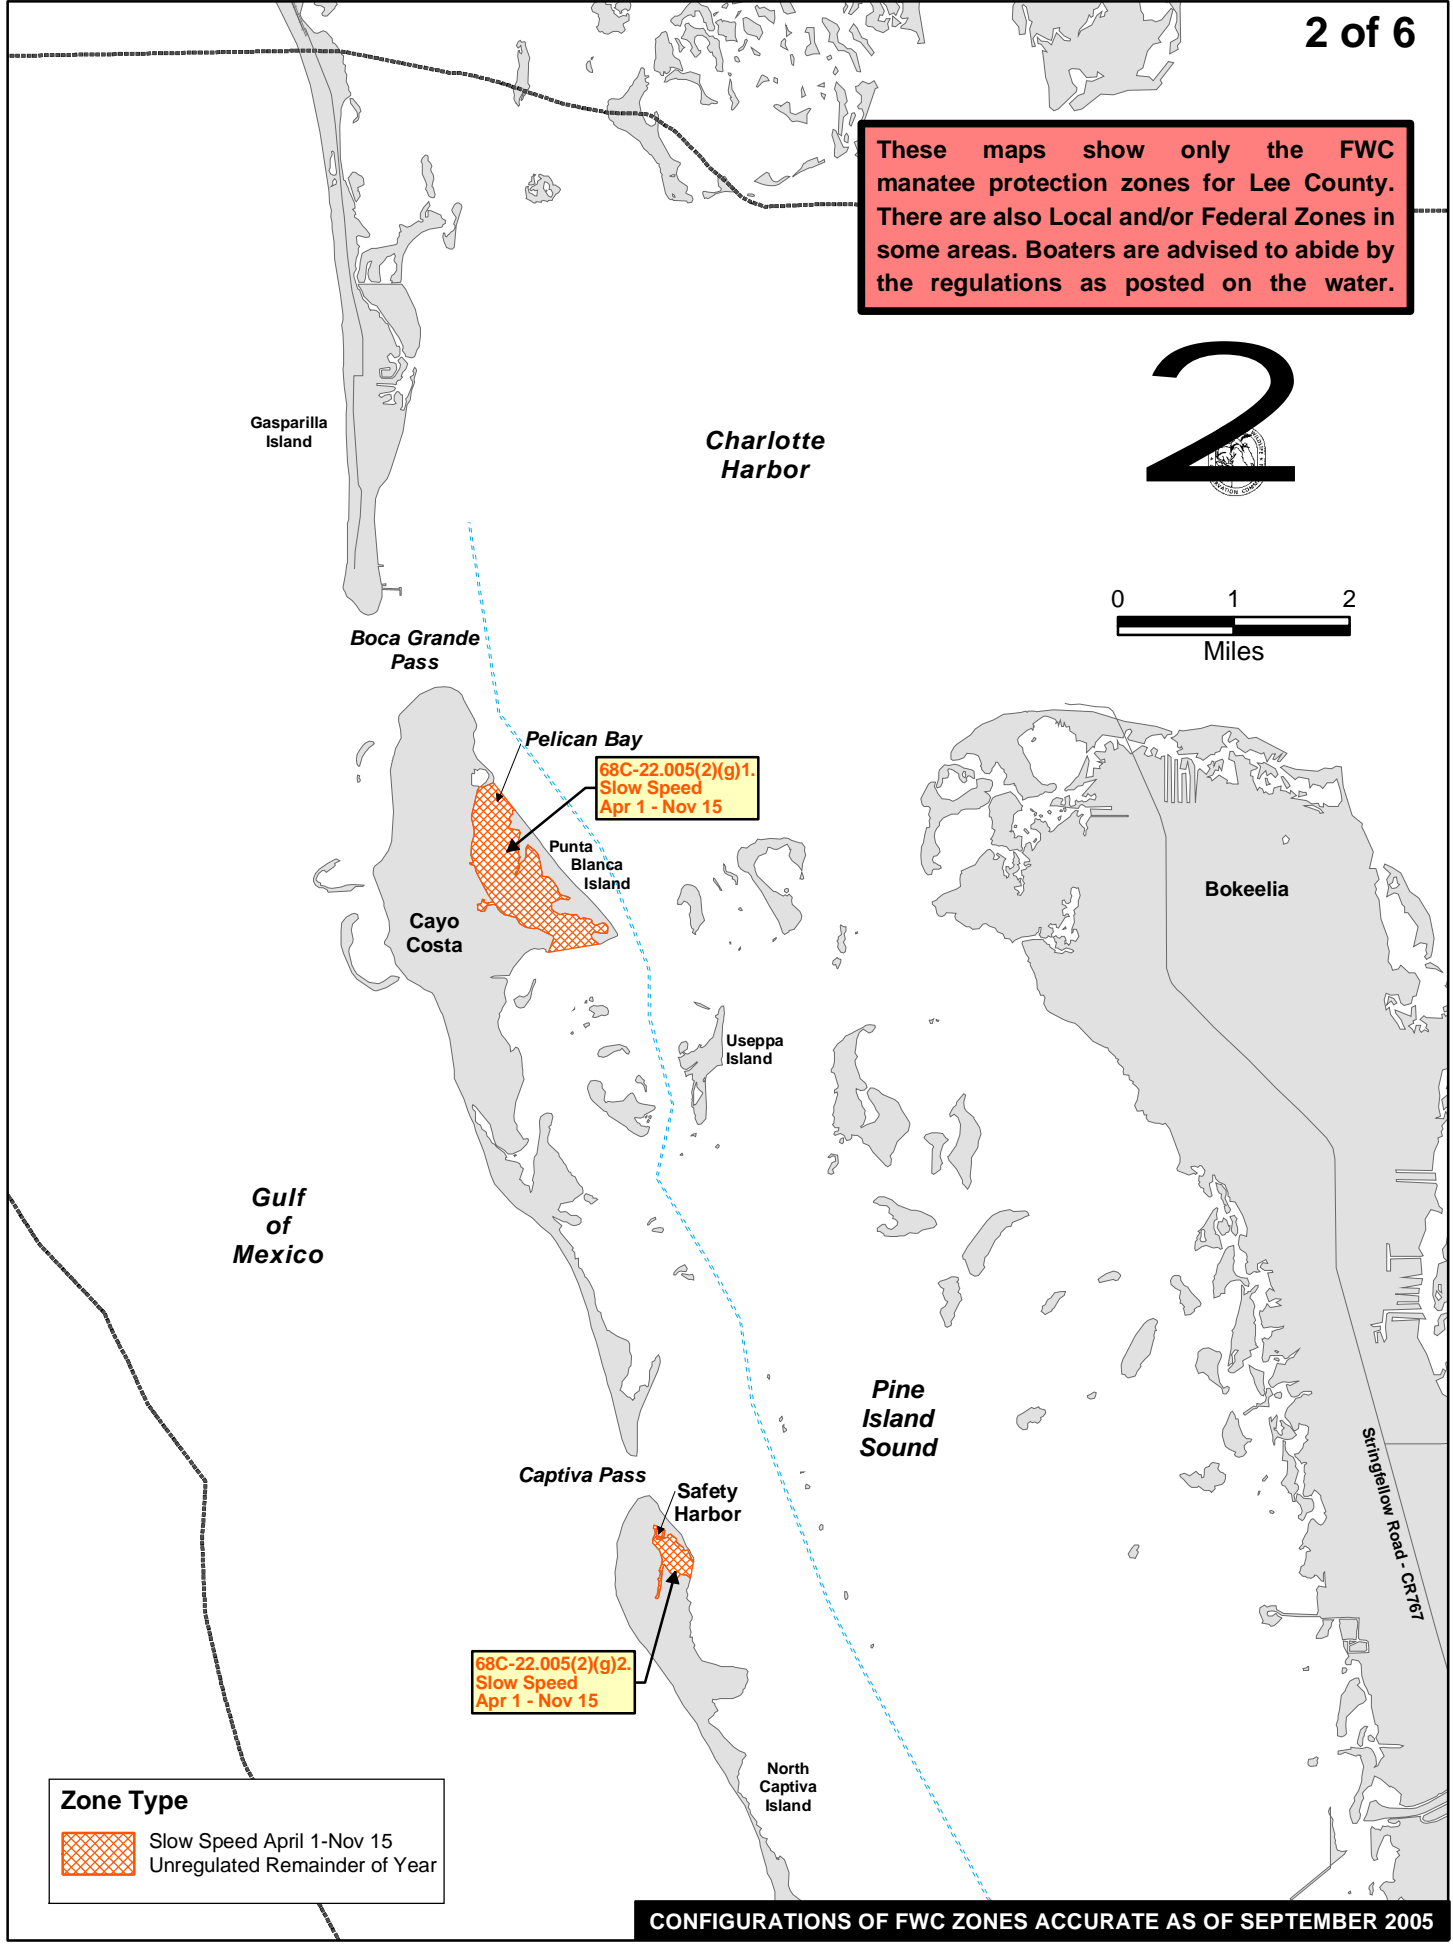 2 of 6
These maps show only the FWC
manatee protection zones for Lee County.
There are also Local and/or Federal Zones in
some areas. Boaters are advised to abide by
the regulations as posted on the water.
2
Gasparilla
Island
Charlotte
Harbor
0 1 2
Miles
Boca Grande
Pass
Pelican Bay
68C-22.005(2)(g)1.
Slow Speed
Apr 1 - Nov 15
Punta
Blanca
Island
Bokeelia
Cayo
Costa
Useppa
Island
Gulf
of
Mexico
Pine
Island
Sound
Stringfellow Road - CR767
Captiva Pass
Safety
Harbor
68C-22.005(2)(g)2.
Slow Speed
Apr 1 - Nov 15
North
Captiva
Island
Zone Type
Slow Speed April 1-Nov 15
Unregulated Remainder of Year
CONFIGURATIONS OF FWC ZONES ACCURATE AS OF SEPTEMBER 2005